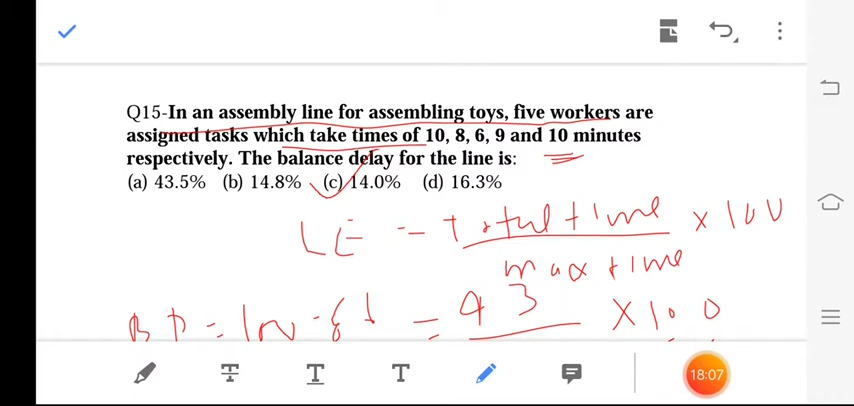 Q15-In an assembly line for assembling toys, five workers are
assigned tasks which take times of 10, 8, 6, 9 and 10 minutes
respectively. The balance delay for the line is:
(a) 43.5% (b) 14.8% (c) 14.0% (d) 16.3%
LE = Total time × 100
max time
BD = = 43 × 100
T T T
18:07